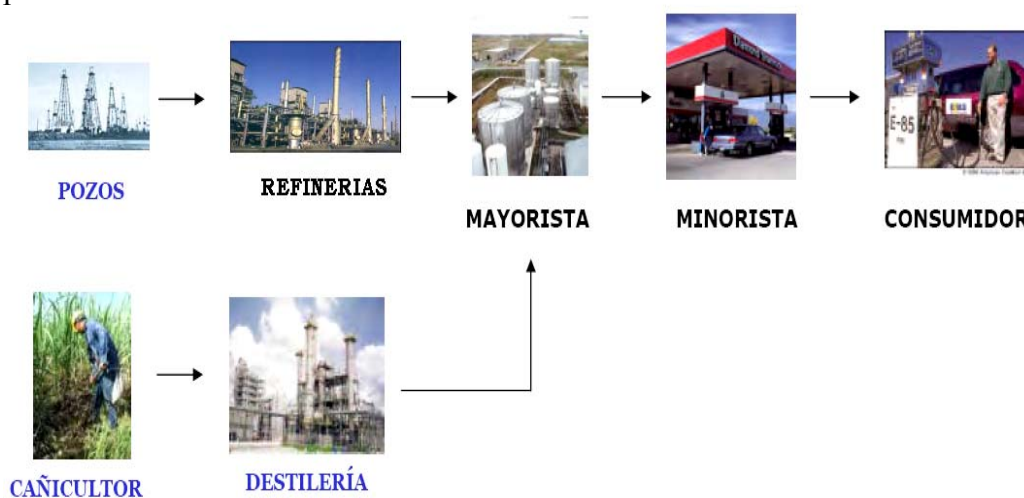 POZOS
REFINERIAS
MAYORISTA
MINORISTA
CONSUMIDOR
E-85
CAÑICULTOR
DESTILERÍA